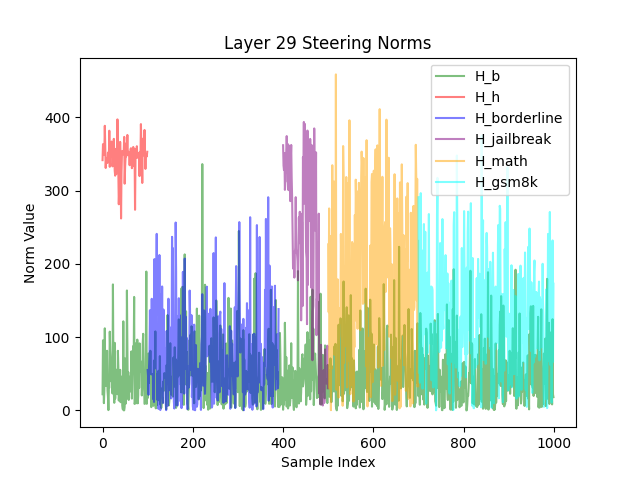 Layer 29 Steering Norms
Norm Value
400
300
200
100
0
0
200
400
600
800
1000
Sample Index
H_b
H_h
H_borderline
H_jailbreak
H_math
H_gsm8k